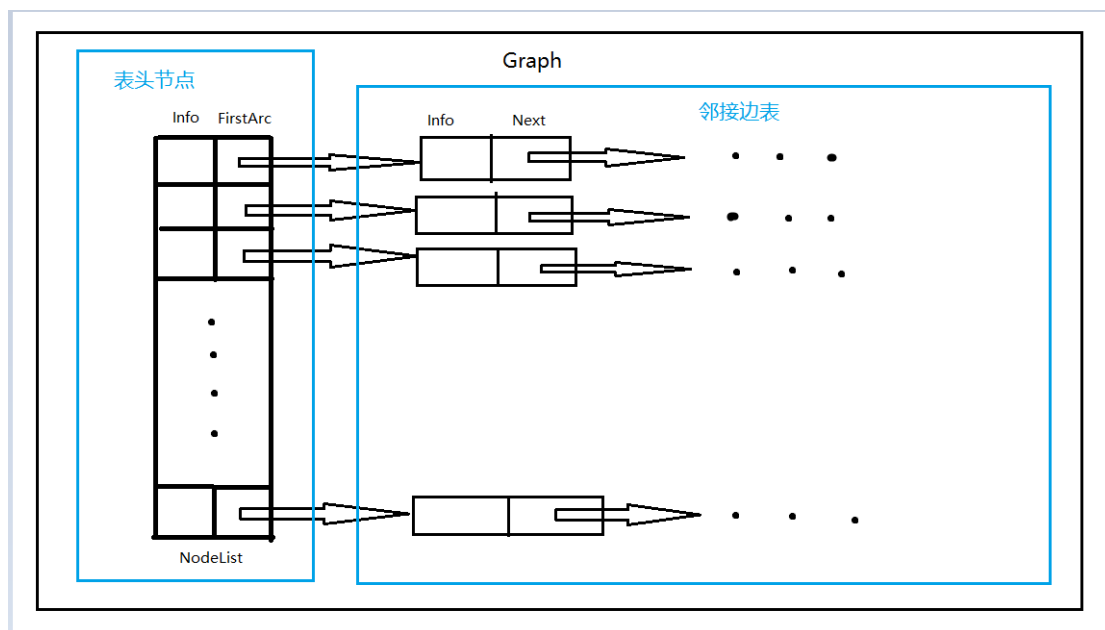 Graph
表头节点
Info FirstArc
邻接边表
Info Next
NodeList